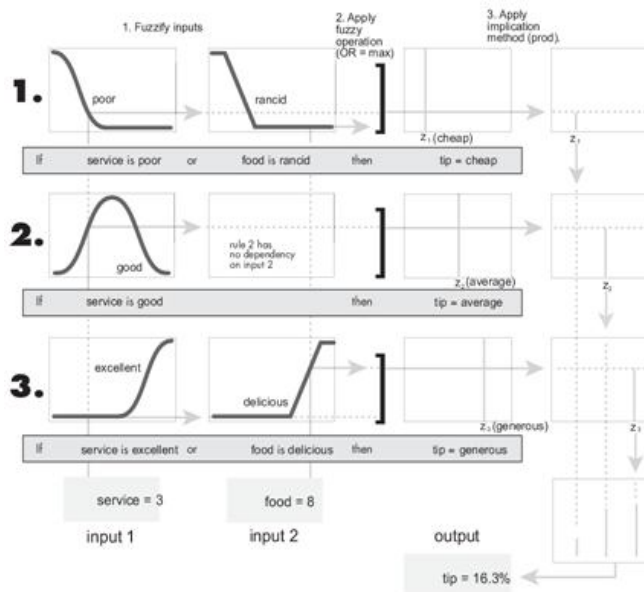 1. Fuzzify inputs
2. Apply
fuzzy
operation
(OR = max)
3. Apply
implication
method (prod).
1.
poor
rancid
z1 (cheap)
z1
If service is poor or food is rancid then tip = cheap
2.
good
rule 2 has
no dependency
on input 2
z2 (average)
z2
If service is good then tip = average
3.
excellent
delicious
z3 (generous)
z3
If service is excellent or food is delicious then tip = generous
service = 3
food = 8
input 1
input 2
output
tip = 16.3%